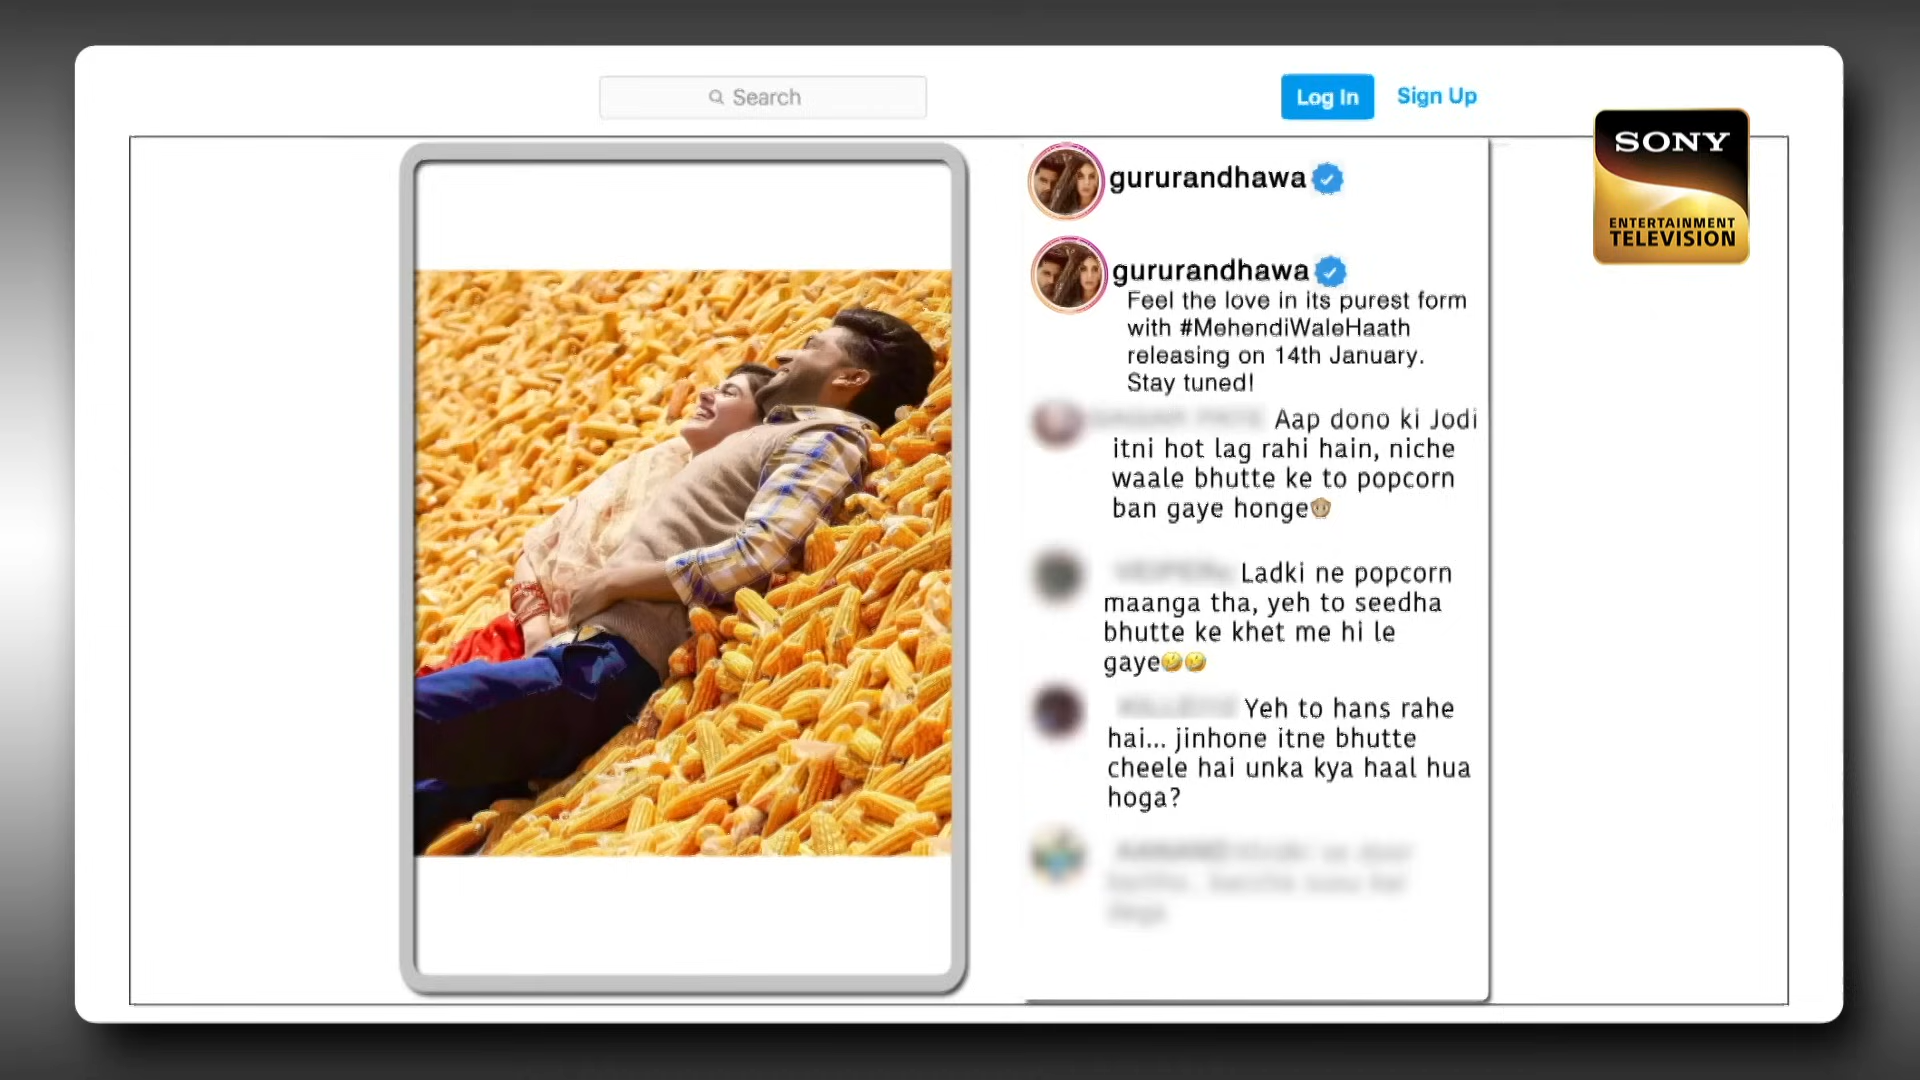 Search
Log In
Sign Up
SONY
ENTERTAINMENT
TELEVISION
gururandhawa
gururandhawa
Feel the love in its purest form
with #MehendiWaleHaath
releasing on 14th January.
Stay tuned!
Aap dono ki Jodi
itni hot lag rahi hain, niche
waale bhutte ke to popcorn
ban gaye honge
Ladki ne popcorn
maanga tha, yeh to seedha
bhutte ke khet me hi le
gaye🤣🤣
Yeh to hans rahe
hai... jinhone itne bhutte
cheele hai unka kya haal hua
hoga?